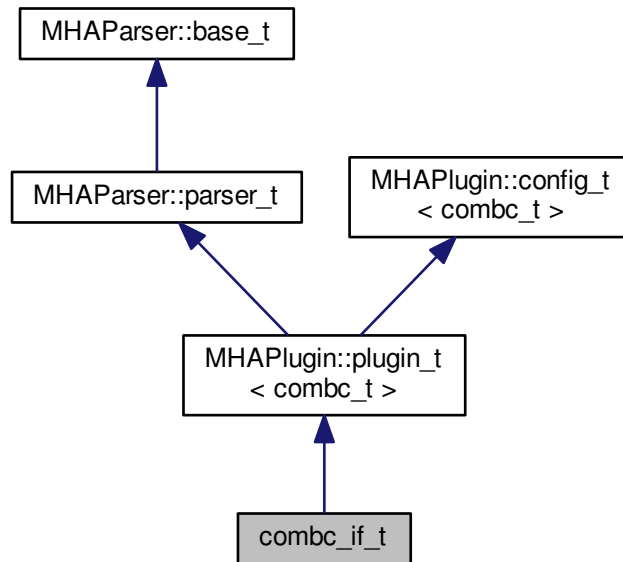 MHAParser::base_t
MHAParser::parser_t
MHAPlugin::config_t
< combc_t >
MHAPlugin::plugin_t
< combc_t >
combc_if_t